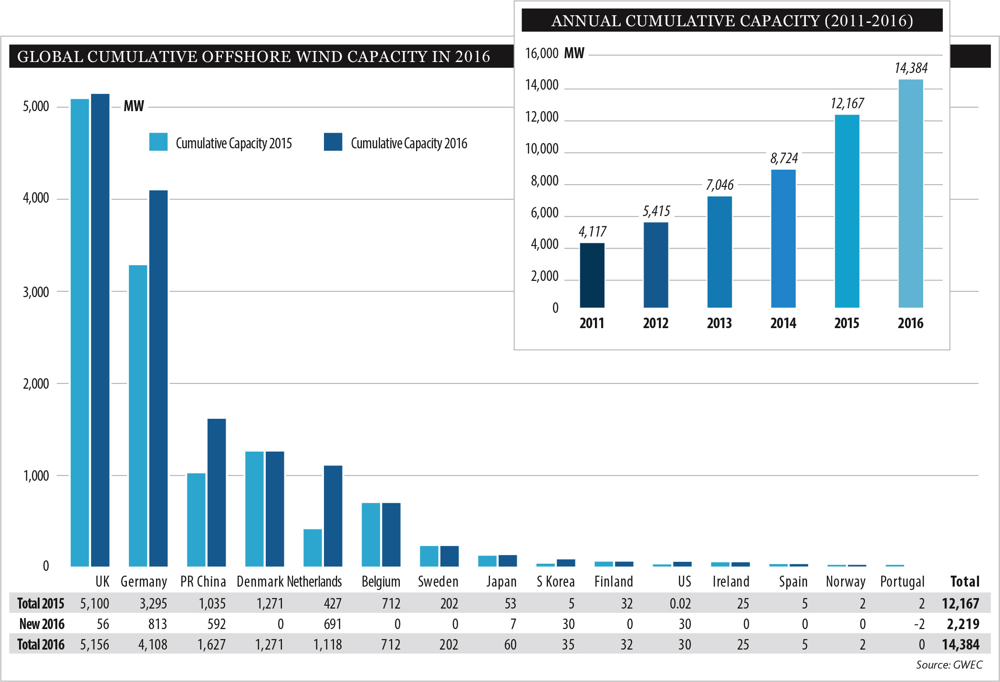 ANNUAL CUMULATIVE CAPACITY (2011-2016)
16,000 MW
14,384
14,000
12,167
12,000
10,000
8,724
8,000
7,046
6,000
5,415
4,117
4,000
2,000
0
2011 2012 2013 2014 2015 2016
GLOBAL CUMULATIVE OFFSHORE WIND CAPACITY IN 2016
5,000 MW
Cumulative Capacity 2015 Cumulative Capacity 2016
4,000
3,000
2,000
1,000
0
UK Germany PR China Denmark Netherlands Belgium Sweden Japan S Korea Finland US Ireland Spain Norway Portugal Total
Total 2015 5,100 3,295 1,035 1,271 427 712 202 53 5 32 0.02 25 5 2 2 12,167
New 2016 56 813 592 0 691 0 0 7 30 0 30 0 0 0 -2 2,219
Total 2016 5,156 4,108 1,627 1,271 1,118 712 202 60 35 32 30 25 5 2 0 14,384
Source: GWEC